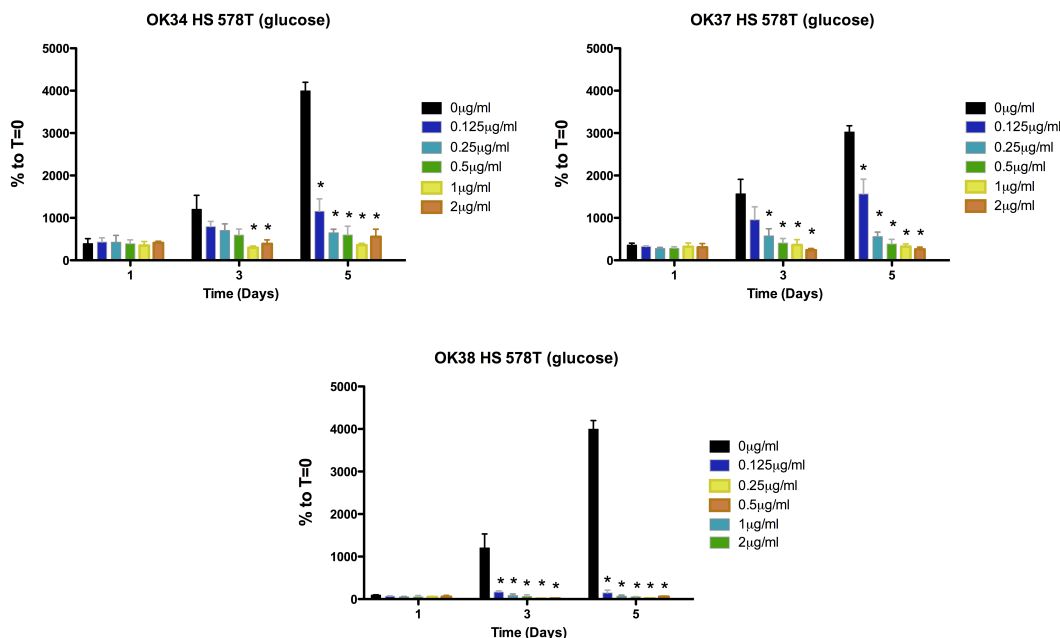 OK34 HS 578T (glucose)
% to T=0
5000
4000
3000
2000
1000
0
* * * * * * *
1 3 5
Time (Days)
0μg/ml
0.125μg/ml
0.25μg/ml
0.5μg/ml
1μg/ml
2μg/ml
OK37 HS 578T (glucose)
% to T=0
5000
4000
3000
2000
1000
0
* * * * * * * * *
1 3 5
Time (Days)
0μg/ml
0.125μg/ml
0.25μg/ml
0.5μg/ml
1μg/ml
2μg/ml
OK38 HS 578T (glucose)
% to T=0
5000
4000
3000
2000
1000
0
* * * * * * * * * *
1 3 5
Time (Days)
0μg/ml
0.125μg/ml
0.25μg/ml
0.5μg/ml
1μg/ml
2μg/ml